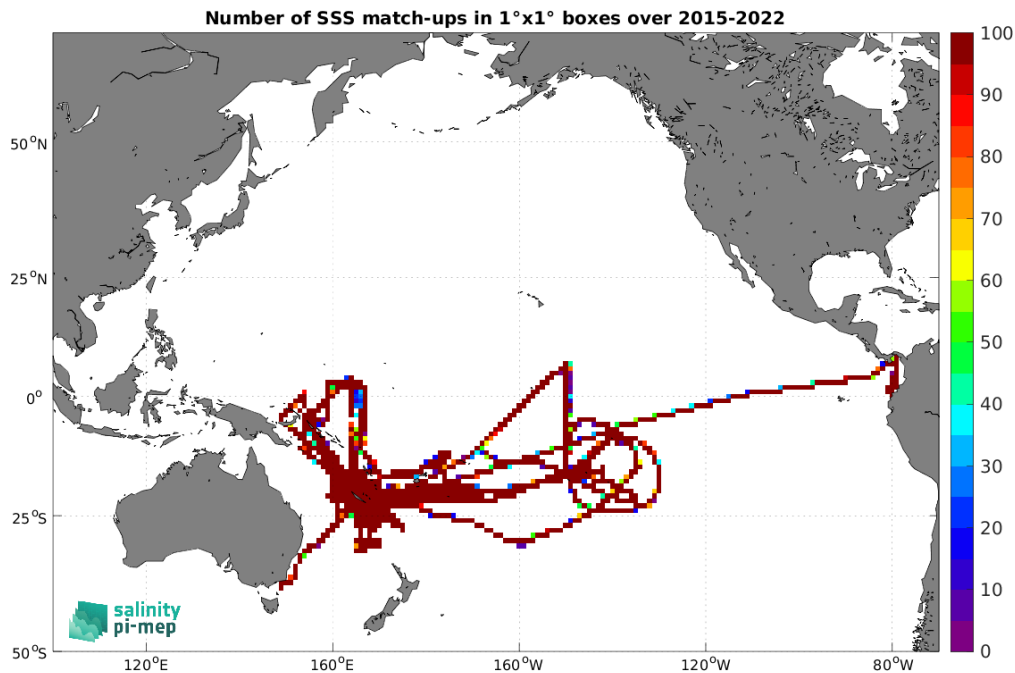 Number of SSS match-ups in 1°x1° boxes over 2015-2022
100
90
80
70
60
50
40
30
20
10
0
50°N
25°N
0°
25°S
50°S
120°E
160°E
160°W
120°W
80°W
salinity
pi-mep